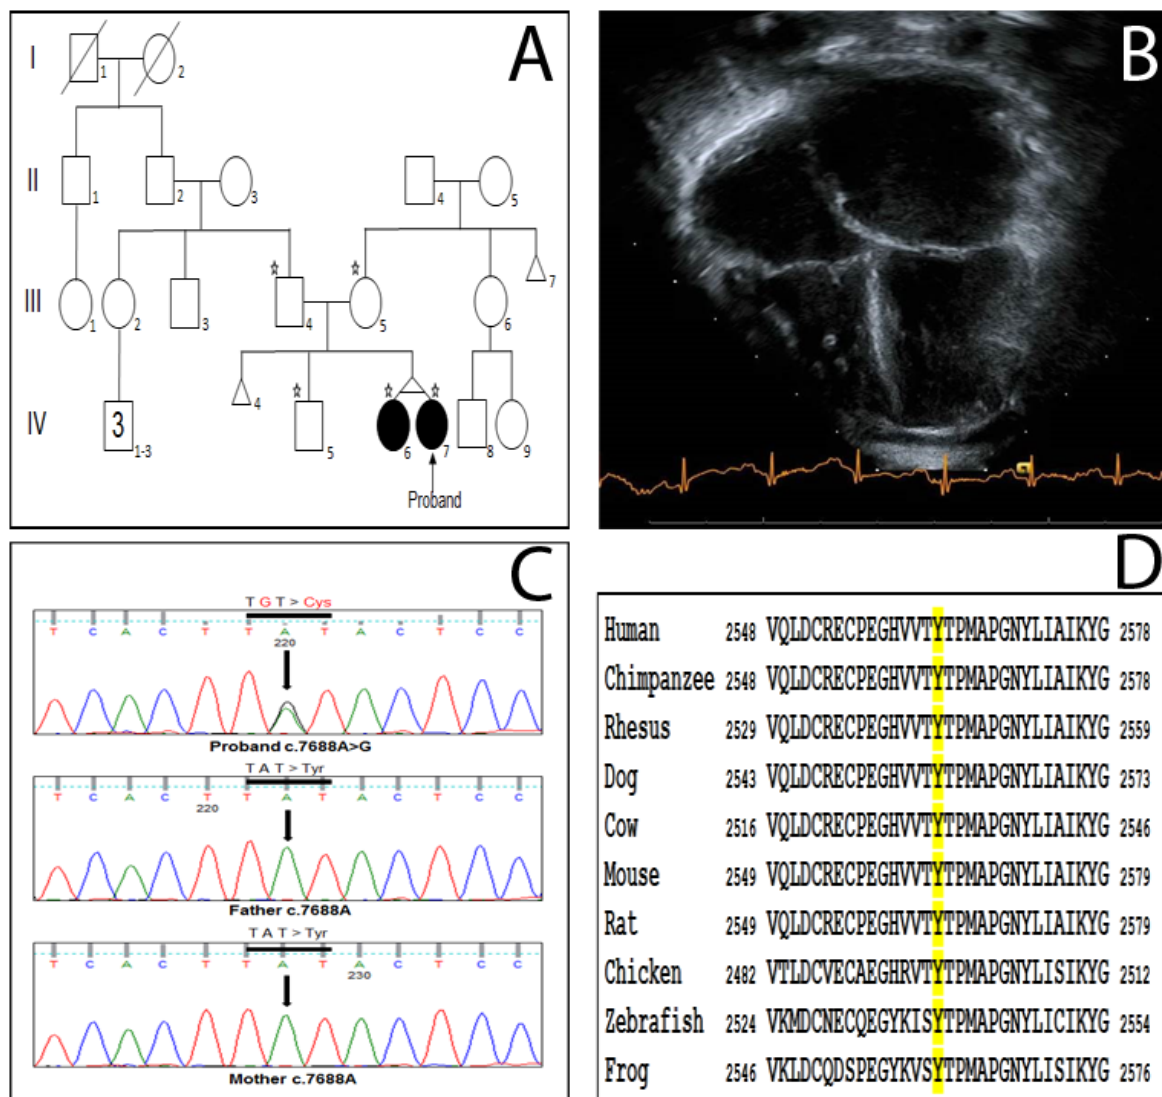 A
I
1
2
II
1
2
3
4
5
III
1
2
3
4
5
6
7
IV
3
1-3
4
5
6
7
8
9
Proband
B
C
T G T > Cys
T C A C T T A T A C T C C
220
Proband c.7688A>G
T A T > Tyr
T C A C T T A T A C T C C
220
Father c.7688A
T A T > Tyr
T C A C T T A T A C T C C
230
Mother c.7688A
D
Human 2548 VQLDCRECPEGHVVTYTPMAPGNYLIAIKYG 2578
Chimpanzee 2548 VQLDCRECPEGHVVTYTPMAPGNYLIAIKYG 2578
Rhesus 2529 VQLDCRECPEGHVVTYTPMAPGNYLIAIKYG 2559
Dog 2543 VQLDCRECPEGHVVTYTPMAPGNYLIAIKYG 2573
Cow 2516 VQLDCRECPEGHVVTYTPMAPGNYLIAIKYG 2546
Mouse 2549 VQLDCRECPEGHVVTYTPMAPGNYLIAIKYG 2579
Rat 2549 VQLDCRECPEGHVVTYTPMAPGNYLIAIKYG 2579
Chicken 2482 VTLDCVECAEGHRVTYTPMAPGNYLISIKYG 2512
Zebrafish 2524 VKMDCNECQEGYKISYTPMAPGNYLICIKYG 2554
Frog 2546 VKLDCQDSPEGYKVSYTPMAPGNYLISIKYG 2576